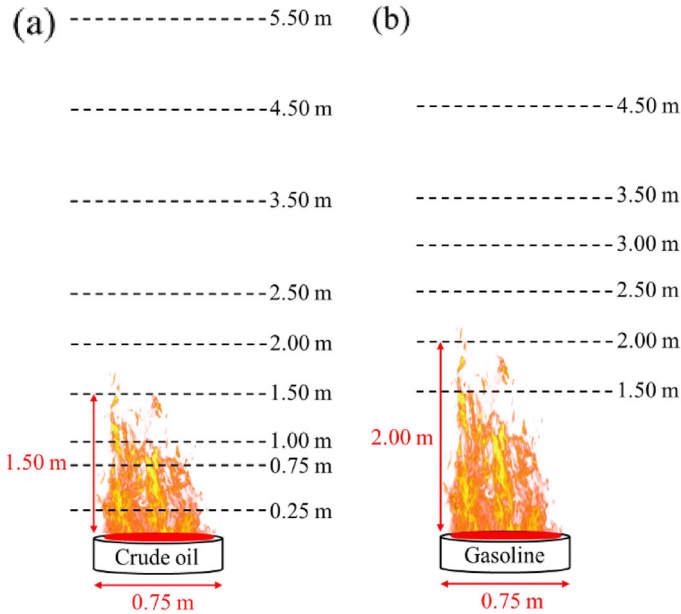 (a)
5.50 m
4.50 m
3.50 m
2.50 m
2.00 m
1.50 m
1.00 m
0.75 m
0.25 m
1.50 m
Crude oil
0.75 m
(b)
4.50 m
3.50 m
3.00 m
2.50 m
2.00 m
1.50 m
2.00 m
Gasoline
0.75 m